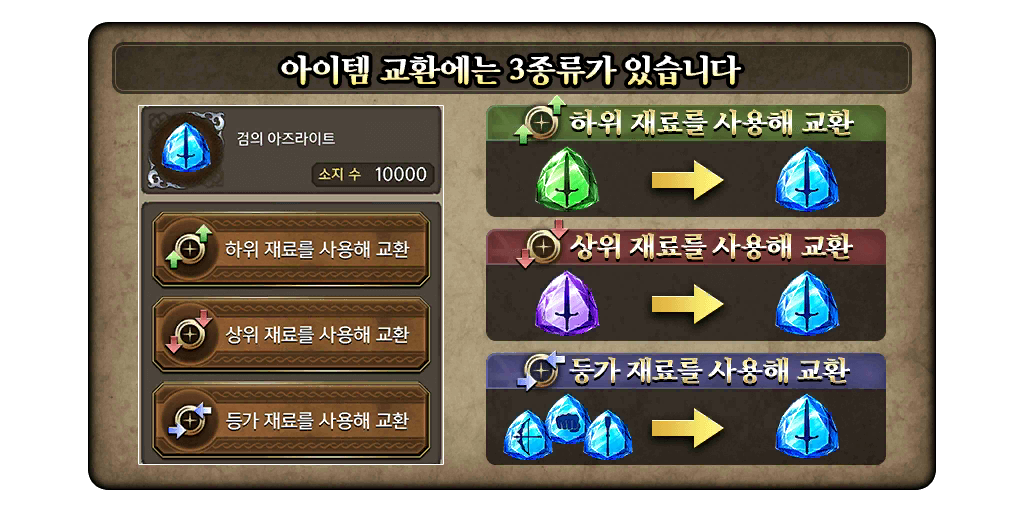 아이템 교환에는 3종류가 있습니다
검의 아즈라이트
소지 수 10000
하위 재료를 사용해 교환
상위 재료를 사용해 교환
등가 재료를 사용해 교환
하위 재료를 사용해 교환
상위 재료를 사용해 교환
등가 재료를 사용해 교환